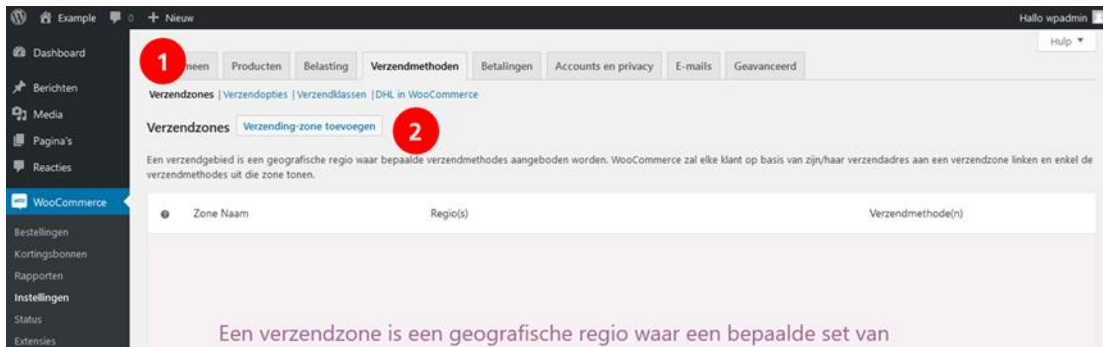 Example 0 + Nieuw Hallo wpadmin
Hulp ▼
Dashboard
Berichten
Media
Pagina's
Reacties
WooCommerce
Bestellingen
Kortingsbonnen
Rapporten
Instellingen
Status
Extensies
1 meen Producten Belasting Verzendmethoden Betalingen Accounts en privacy E-mails Geavanceerd
Verzendzones | Verzendopties | Verzendklassen | DHL in WooCommerce
Verzendzones Verzending-zone toevoegen 2
Een verzendgebied is een geografische regio waar bepaalde verzendmethodes aangeboden worden. WooCommerce zal elke klant op basis van zijn/haar verzendadres aan een verzendzone linken en enkel de
verzendmethodes uit die zone tonen.
Zone Naam Regio(s) Verzendmethode(n)
Een verzendzone is een geografische regio waar een bepaalde set van